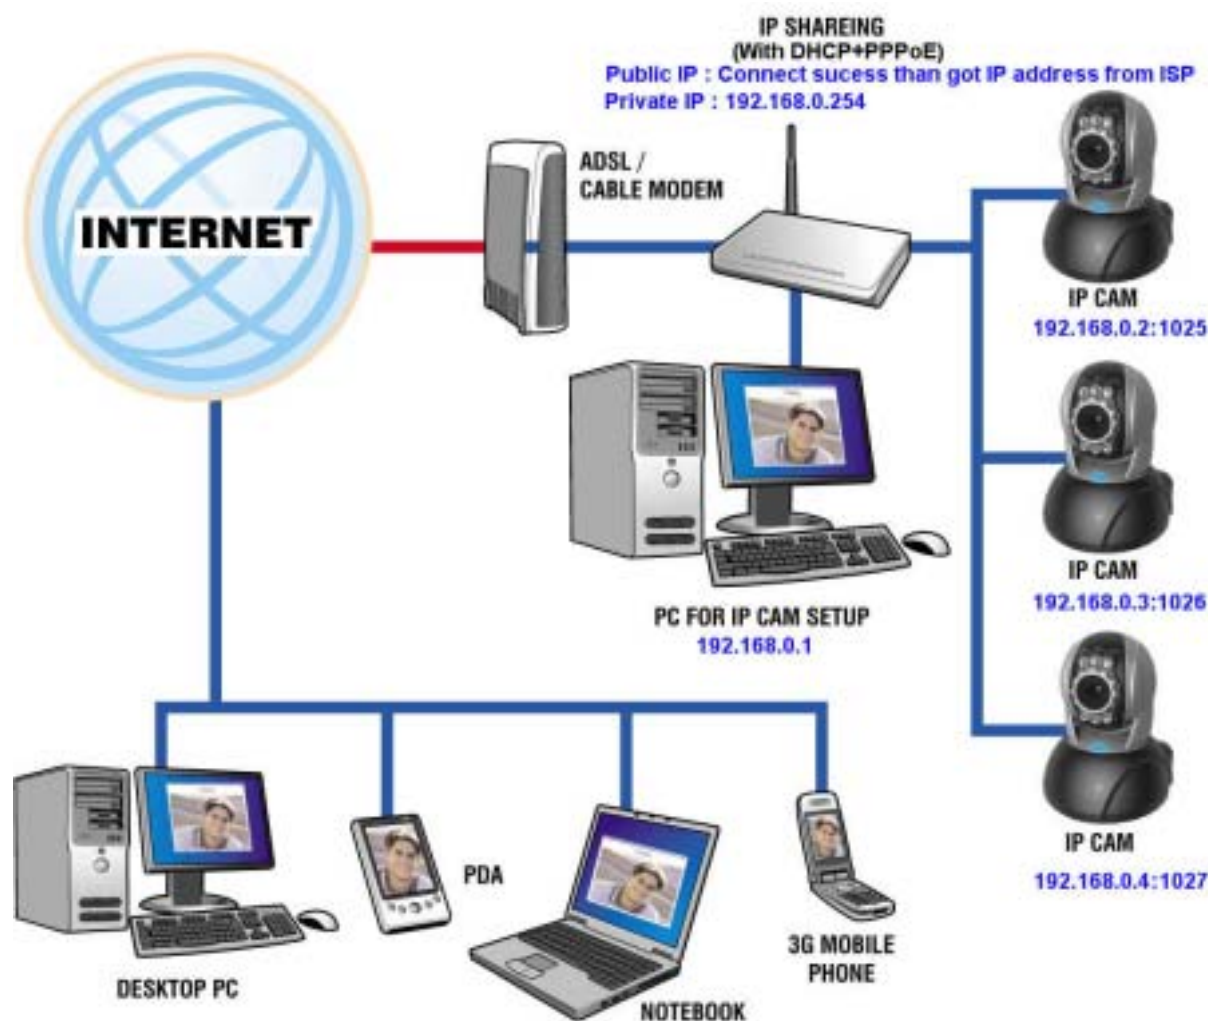 IP SHAREING
(With DHCP+PPPoE)
Public IP : Connect sucess than got IP address from ISP
Private IP : 192.168.0.254
ADSL /
CABLE MODEM
INTERNET
IP CAM
192.168.0.2:1025
IP CAM
192.168.0.3:1026
PC FOR IP CAM SETUP
192.168.0.1
IP CAM
192.168.0.4:1027
PDA
3G MOBILE
PHONE
DESKTOP PC
NOTEBOOK